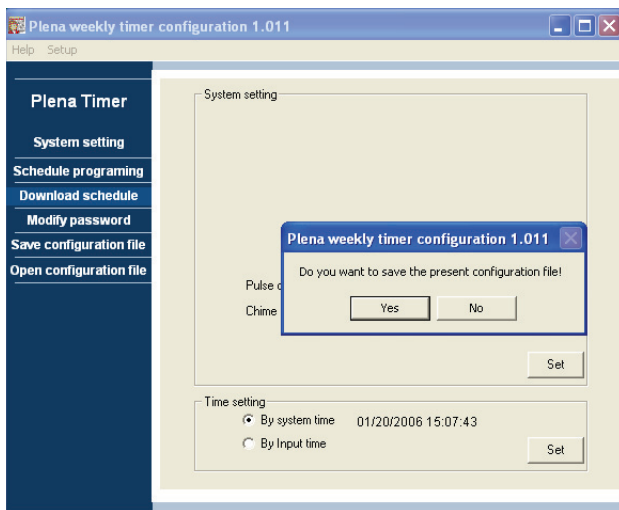 Plena weekly timer configuration 1.011
Help Setup
Plena Timer
System setting
Schedule programing
Download schedule
Modify password
Save configuration file
Open configuration file
System setting
Plena weekly timer configuration 1.011
Do you want to save the present configuration file!
Yes No
Pulse
Chime
Set
Time setting
By system time 01/20/2006 15:07:43
By Input time
Set